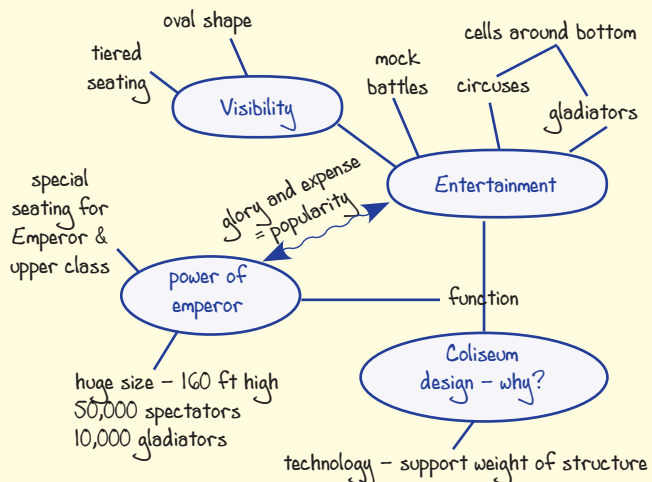 oval shape
tiered
seating
Visibility
mock
battles
cells around bottom
circuses
gladiators
Entertainment
glory and expense
= popularity
special
seating for
Emperor &
upper class
power of
emperor
function
Coliseum
design – why?
huge size – 160 ft high
50,000 spectators
10,000 gladiators
technology – support weight of structure